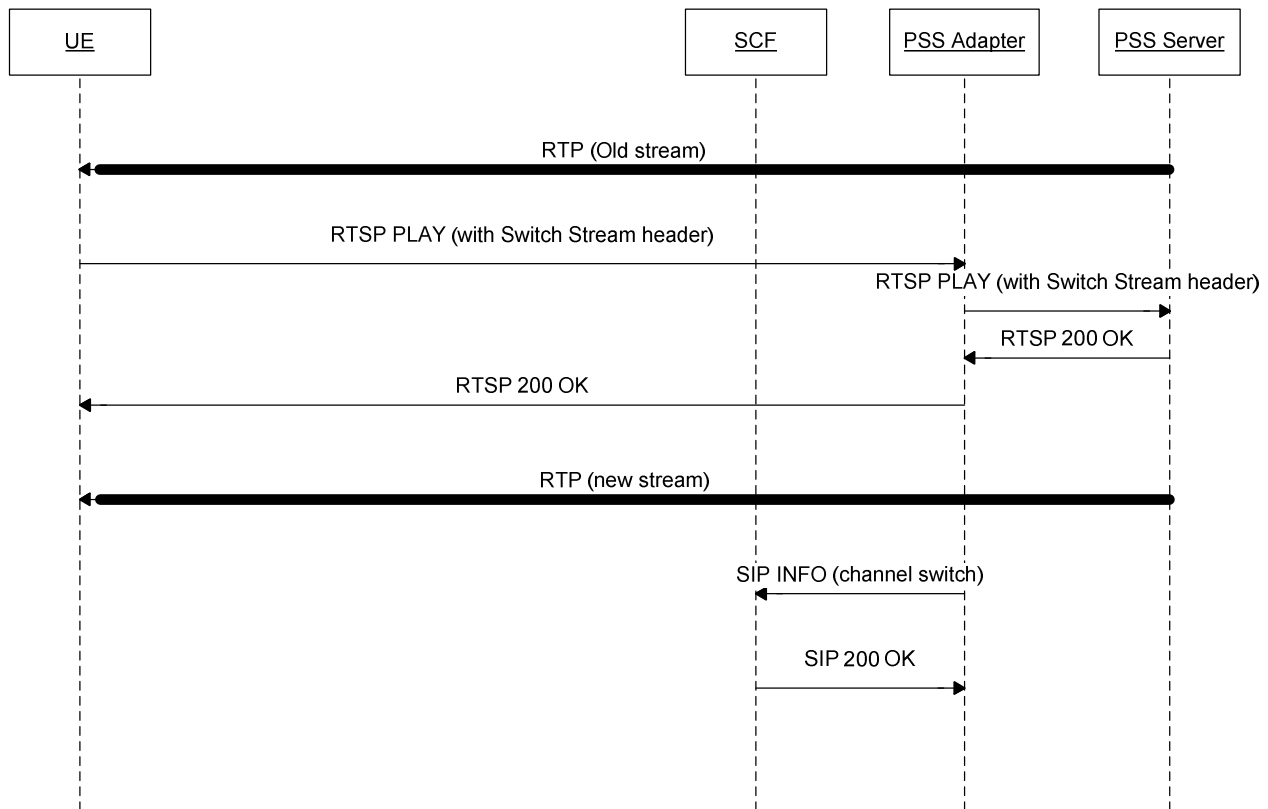 UE
SCF
PSS Adapter
PSS Server
RTP (Old stream)
RTSP PLAY (with Switch Stream header)
RTSP PLAY (with Switch Stream header)
RTSP 200 OK
RTSP 200 OK
RTP (new stream)
SIP INFO (channel switch)
SIP 200 OK